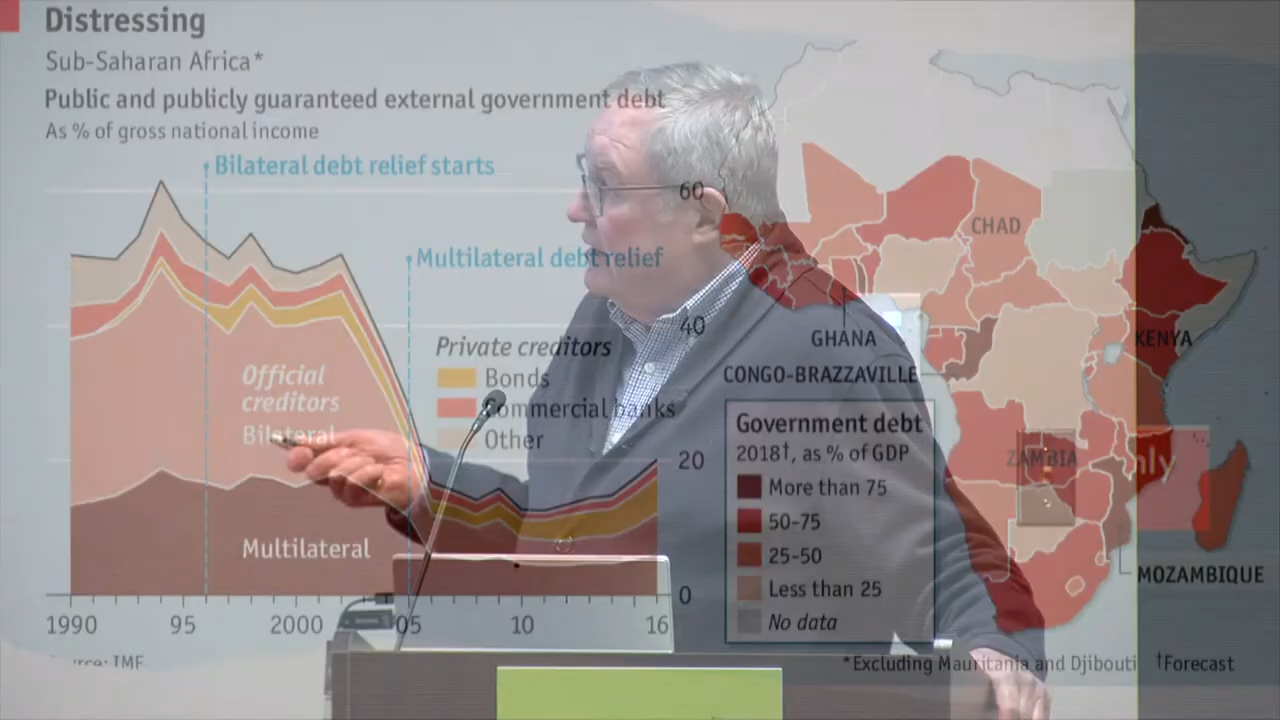 Distressing
Sub-Saharan Africa*
Public and publicly guaranteed external government debt
As % of gross national income
Bilateral debt relief starts
Multilateral debt relief
60
40
20
0
Private creditors
Bonds
Commercial banks
Other
Official
creditors
Bilateral
Multilateral
1990 95 2000 05 10 16
IMF
CHAD
GHANA
KENYA
CONGO-BRAZZAVILLE
ZAMBIA
MOZAMBIQUE
Government debt
2018†, as % of GDP
More than 75
50-75
25-50
Less than 25
No data
*Excluding Mauritania and Djibouti †Forecast